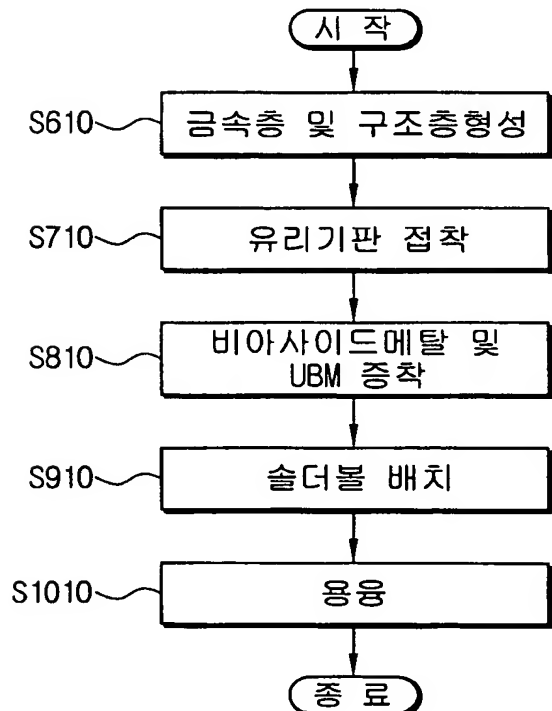 시 작
S610
금속층 및 구조층형성
S710
유리기판 접착
S810
비아사이드메탈 및
UBM 증착
S910
솔더볼 배치
S1010
용융
종 료